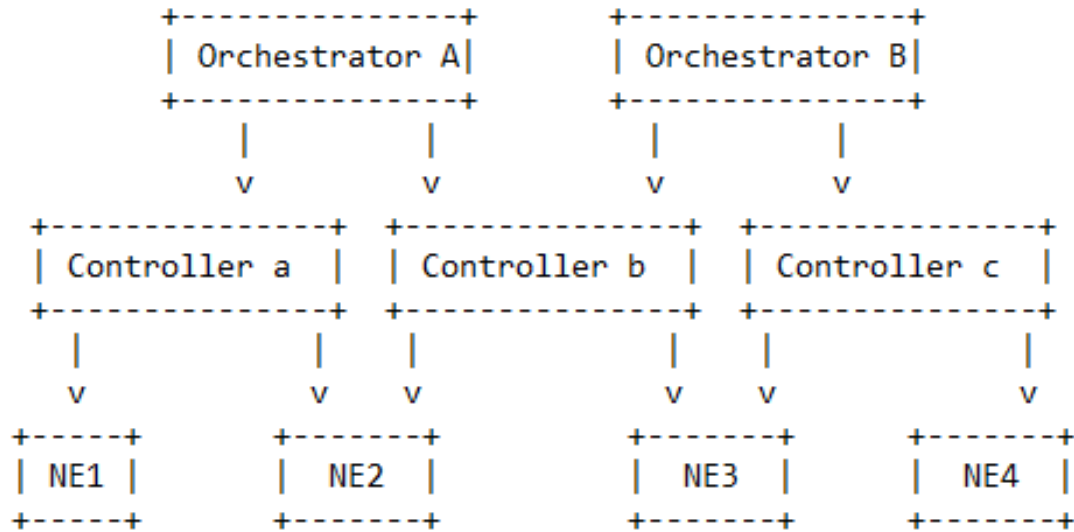 Orchestrator A Orchestrator B
v v v v
Controller a Controller b Controller c
v v v v v v
NE1 NE2 NE3 NE4